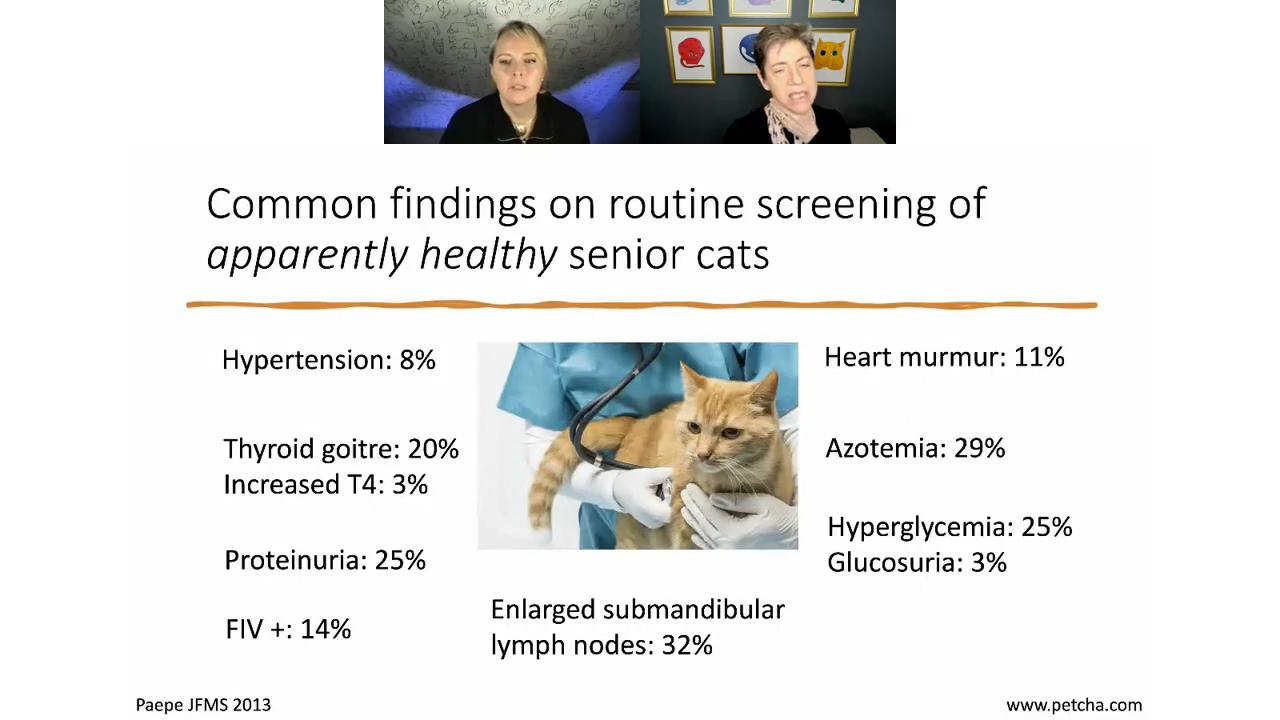 Common findings on routine screening of
apparently healthy senior cats
Hypertension: 8%
Thyroid goitre: 20%
Increased T4: 3%
Proteinuria: 25%
FIV +: 14%
Enlarged submandibular
lymph nodes: 32%
Heart murmur: 11%
Azotemia: 29%
Hyperglycemia: 25%
Glucosuria: 3%
Paepe JFMS 2013
www.petcha.com